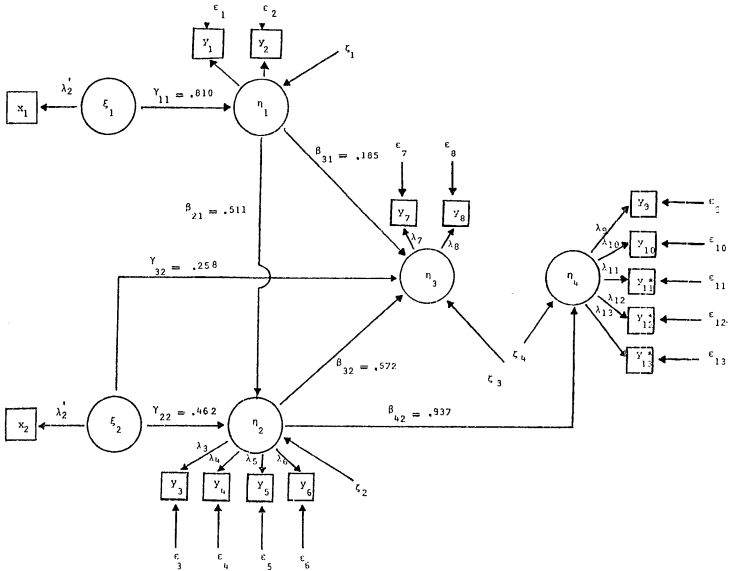 ε1 ε2
y1 y2
ζ1
λ2'
x1 ξ1 γ11 = .810 η1
β31 = .185
ε7 ε8
β21 = .511
y7 y8
λ7 λ8
y9
λ9
λ10 y10 ε10
γ32 = .258
η3 η4
λ11 y11* ε11
λ12 y12* ε12
λ13 y13* ε13
β32 = .572
ζ3 ζ4
λ2'
x2 ξ2 γ22 = .462 η2
β42 = .937
λ3 λ4 λ5 λ6
y3 y4 y5 y6
ζ2
ε3 ε4 ε5 ε6